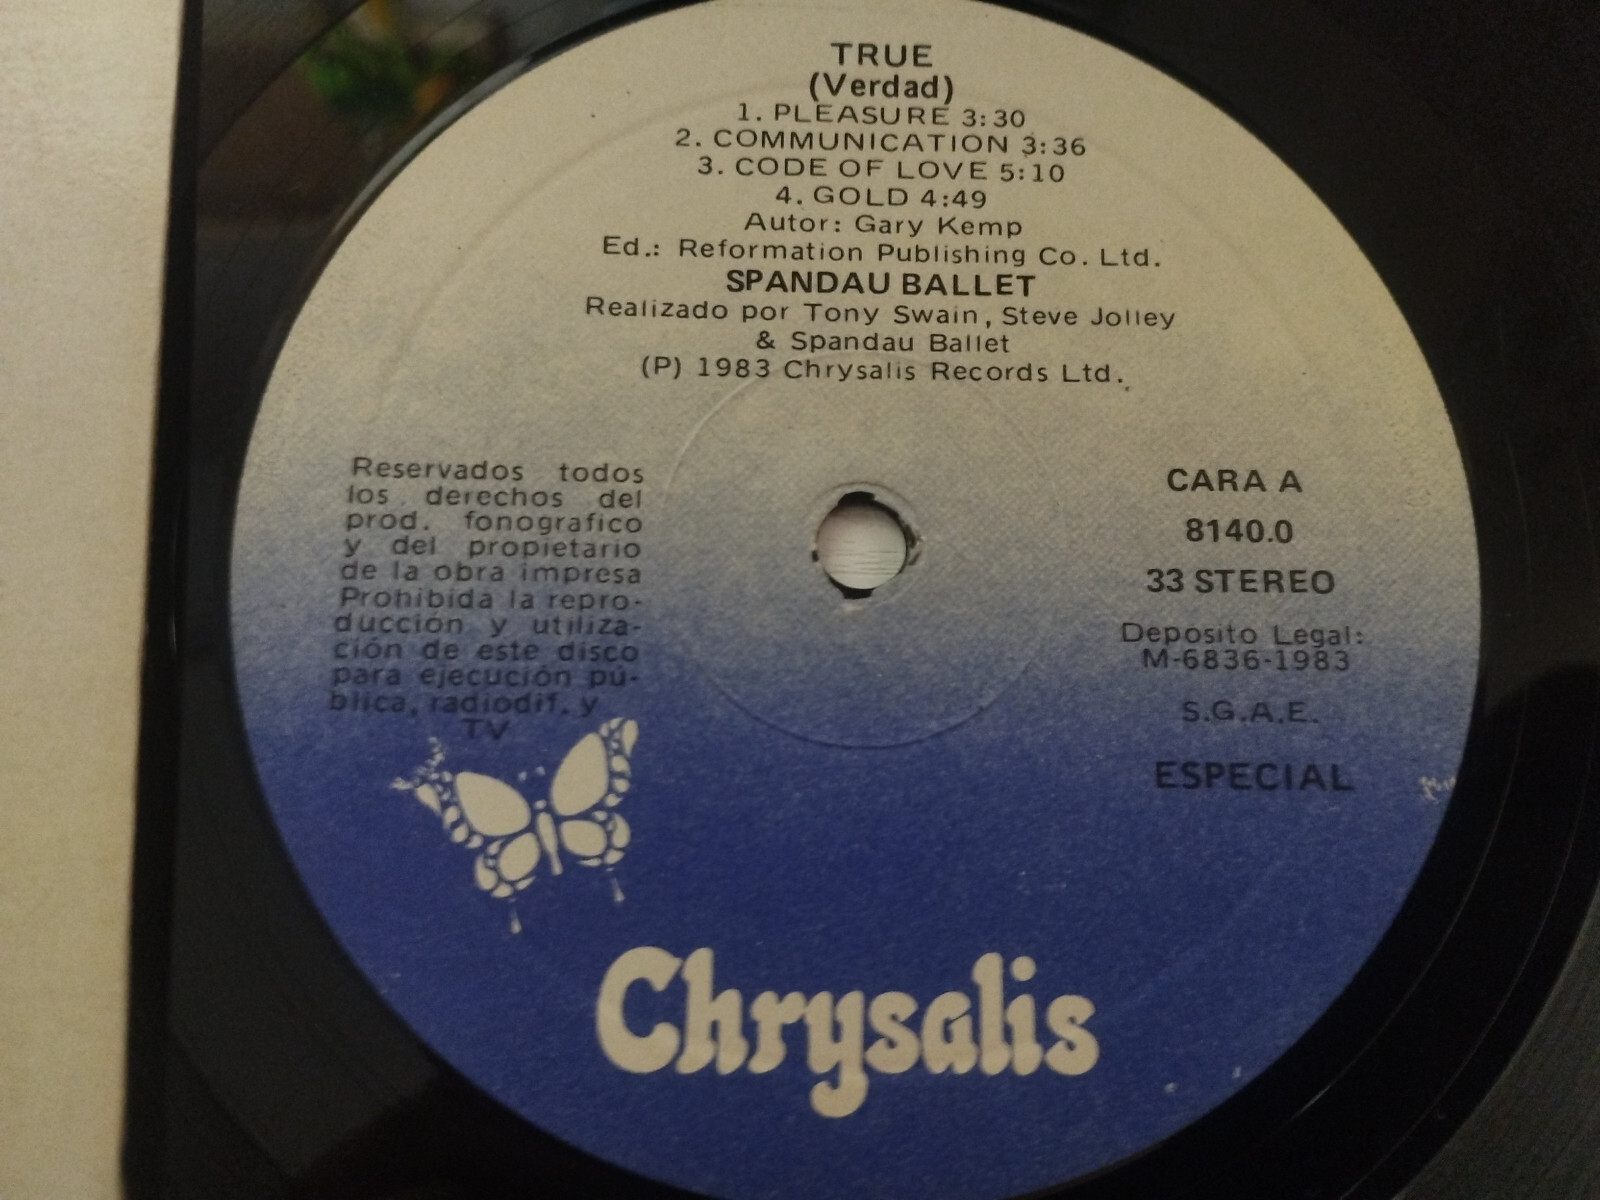 TRUE
(Verdad)
1. PLEASURE 3:30
2. COMMUNICATION 3:36
3. CODE OF LOVE 5:10
4. GOLD 4:49
Autor: Gary Kemp
Ed.: Reformation Publishing Co. Ltd.
SPANDAU BALLET
Realizado por Tony Swain, Steve Jolley
& Spandau Ballet
(P) 1983 Chrysalis Records Ltd.
Reservados todos
los derechos del
prod. fonografico
y del propietario
de la obra impresa
Prohibida la repro-
ducción y utiliza-
ción de este disco
para ejecución pú-
blica, radiodif. y
TV
CARA A
8140.0
33 STEREO
Deposito Legal:
M-6836-1983
S.G.A.E.
ESPECIAL
Chrysalis